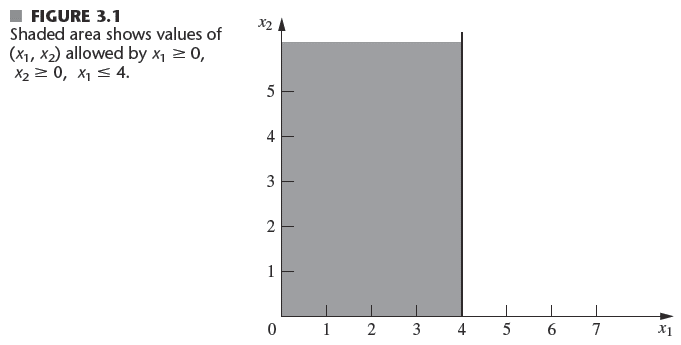 FIGURE 3.1
Shaded area shows values of
(x₁, x₂) allowed by x₁ ≥ 0,
x₂ ≥ 0, x₁ ≤ 4.
x₂
5
4
3
2
1
0 1 2 3 4 5 6 7 x₁